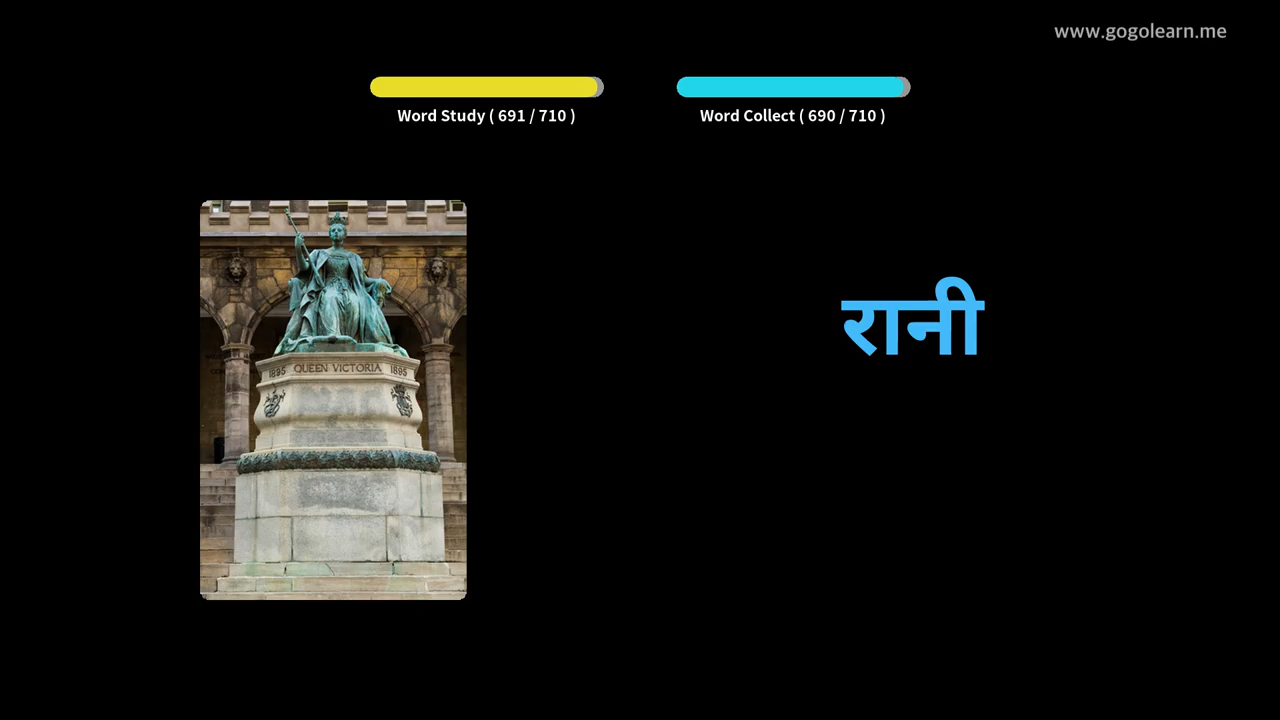 www.gogolearn.me
Word Study ( 691 / 710 )
Word Collect ( 690 / 710 )
रानी
1895 QUEEN VICTORIA 1895